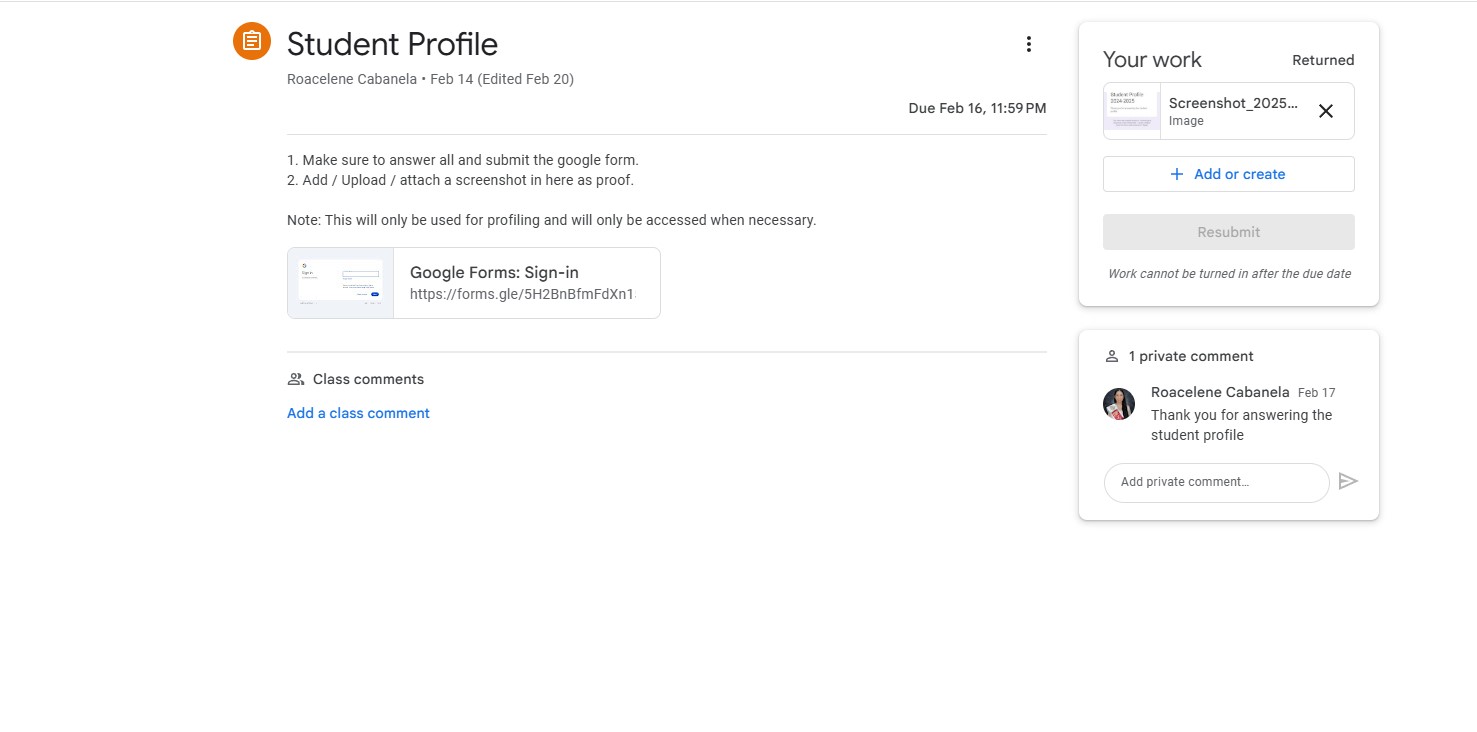 Student Profile
Roacelene Cabanela • Feb 14 (Edited Feb 20)
Due Feb 16, 11:59 PM
1. Make sure to answer all and submit the google form.
2. Add / Upload / attach a screenshot in here as proof.
Note: This will only be used for profiling and will only be accessed when necessary.
Google Forms: Sign-in
https://forms.gle/5H2BnBfmFdXn1
Class comments
Add a class comment
Your work
Returned
Student Profile
2024-2025
Screenshot_2025...
Image
Add or create
Resubmit
Work cannot be turned in after the due date
1 private comment
Roacelene Cabanela Feb 17
Thank you for answering the
student profile
Add private comment...